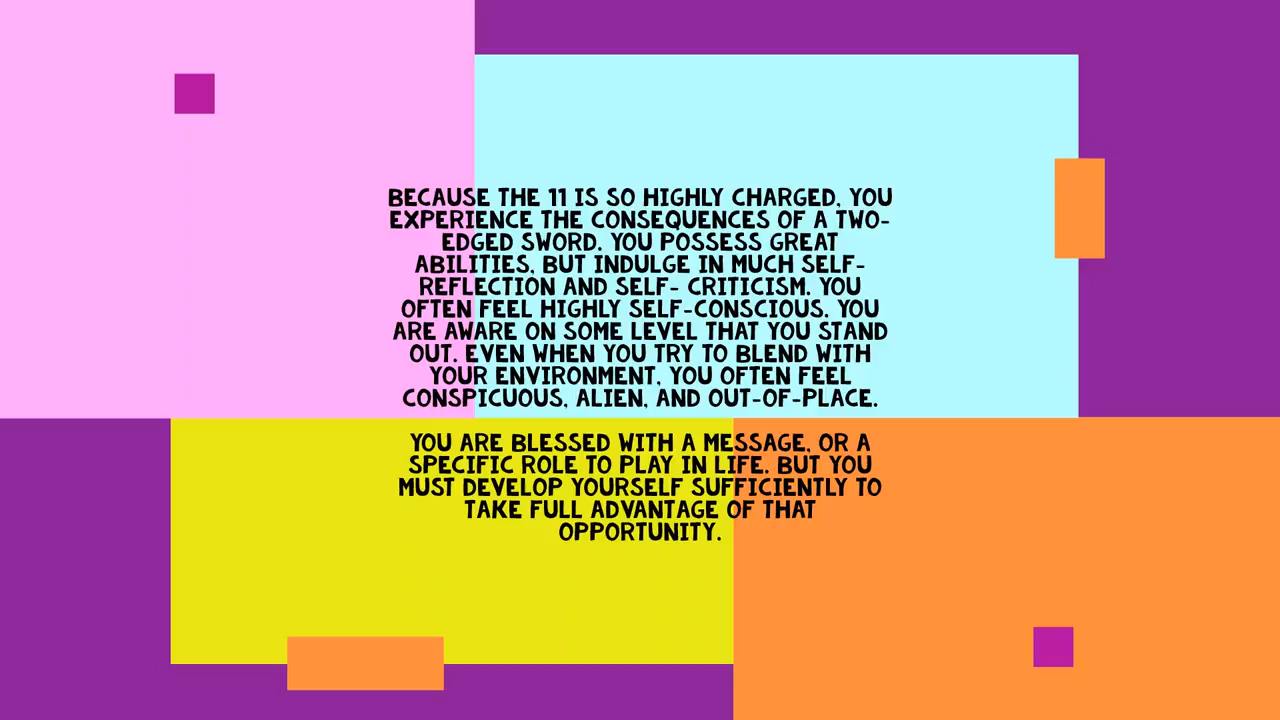 BECAUSE THE 11 IS SO HIGHLY CHARGED, YOU
EXPERIENCE THE CONSEQUENCES OF A TWO-
EDGED SWORD. YOU POSSESS GREAT
ABILITIES, BUT INDULGE IN MUCH SELF-
REFLECTION AND SELF- CRITICISM. YOU
OFTEN FEEL HIGHLY SELF-CONSCIOUS. YOU
ARE AWARE ON SOME LEVEL THAT YOU STAND
OUT. EVEN WHEN YOU TRY TO BLEND WITH
YOUR ENVIRONMENT, YOU OFTEN FEEL
CONSPICUOUS, ALIEN, AND OUT-OF-PLACE.
YOU ARE BLESSED WITH A MESSAGE, OR A
SPECIFIC ROLE TO PLAY IN LIFE. BUT YOU
MUST DEVELOP YOURSELF SUFFICIENTLY TO
TAKE FULL ADVANTAGE OF THAT
OPPORTUNITY.